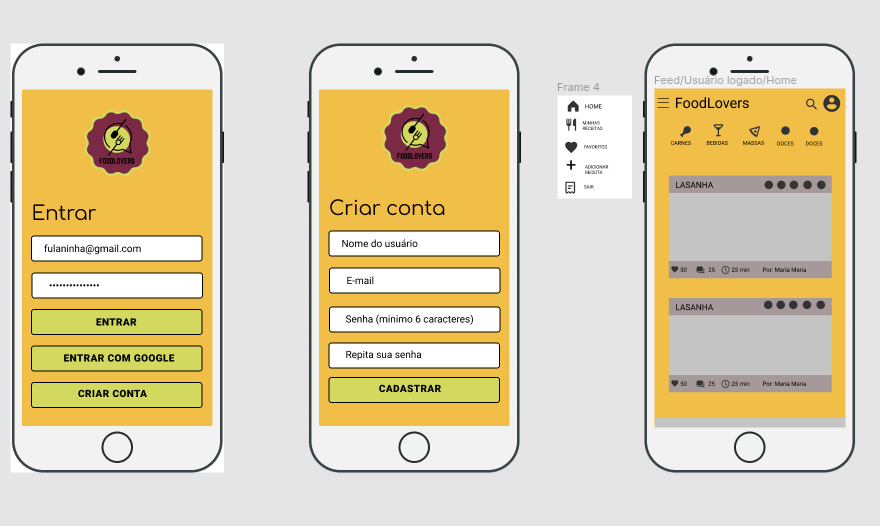 FOODLOVERS
Entrar
fulaninha@gmail.com
ENTRAR
ENTRAR COM GOOGLE
CRIAR CONTA
FOODLOVERS
Criar conta
Nome do usuário
E-mail
Senha (minimo 6 caracteres)
Repita sua senha
CADASTRAR
Frame 4
HOME
MINHAS
RECEITAS
FAVORITOS
ADICIONAR
RECEITA
SAIR
Feed/Usuário logado/Home
FoodLovers
CARNES BEBIDAS MASSAS DOCES DOCES
LASANHA
50 25 25 min Por: Maria Maria
LASANHA
50 25 25 min Por: Maria Maria